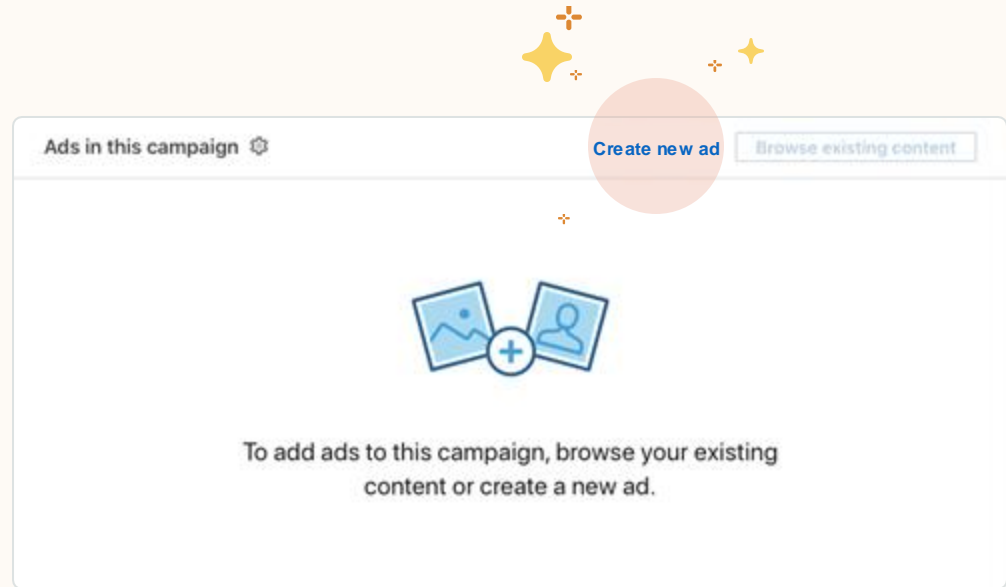 Ads in this campaign
Create new ad
Browse existing content
To add ads to this campaign, browse your existing
content or create a new ad.